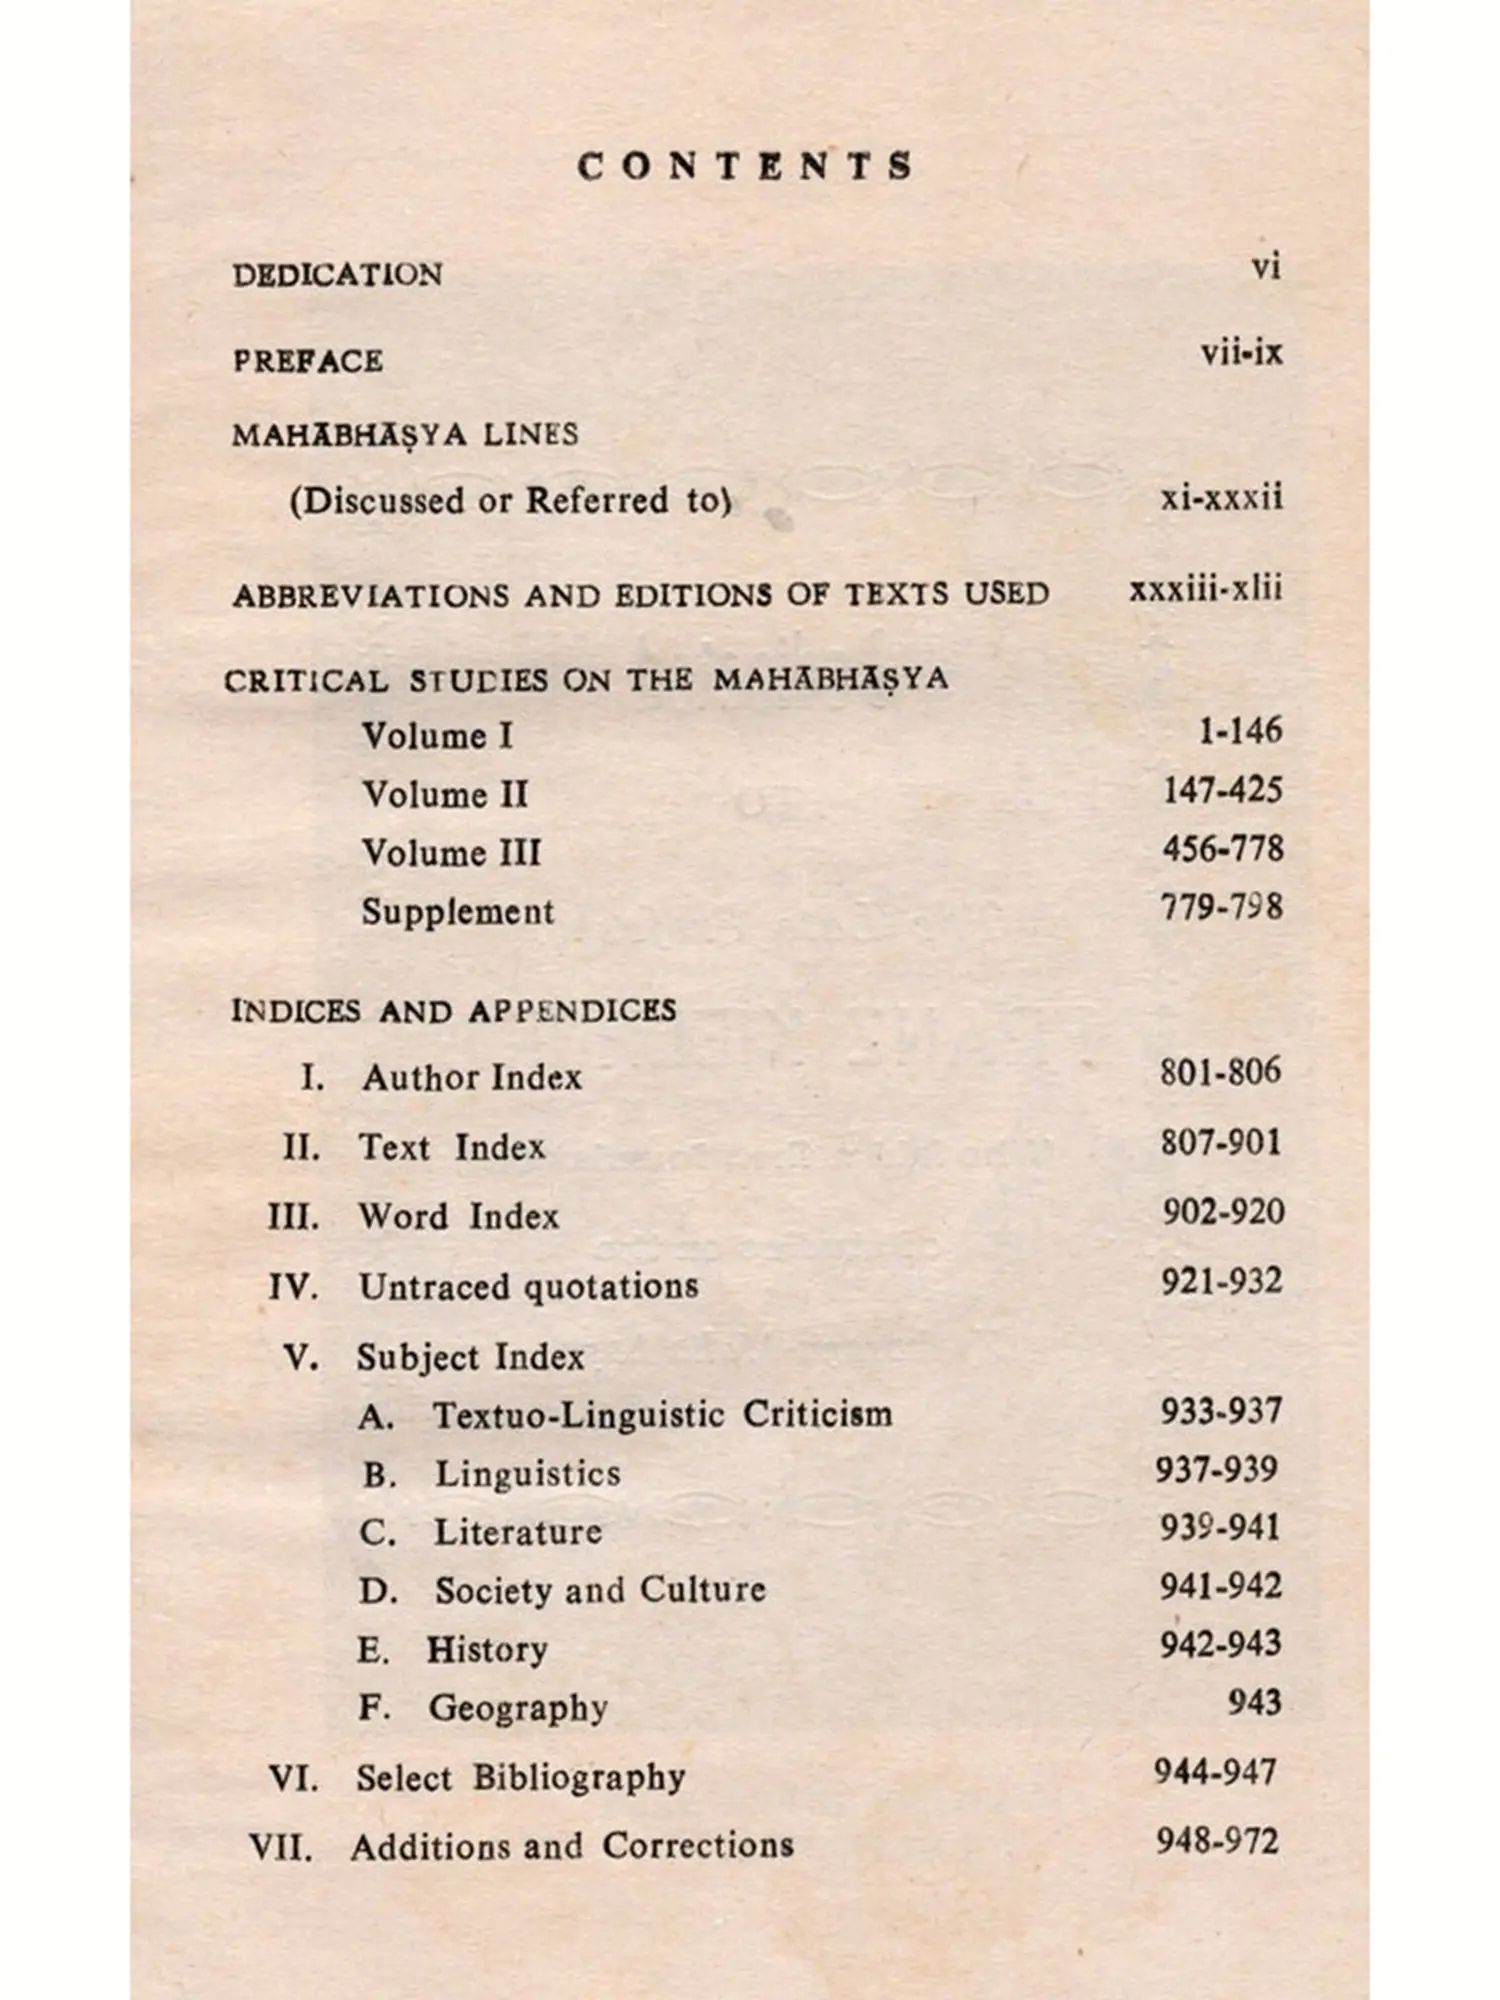 CONTENTS
DEDICATION vi
PREFACE vii-ix
MAHĀBHĀṢYA LINES
(Discussed or Referred to) xi-xxxii
ABBREVIATIONS AND EDITIONS OF TEXTS USED xxxiii-xlii
CRITICAL STUDIES ON THE MAHĀBHĀṢYA
Volume I 1-146
Volume II 147-425
Volume III 456-778
Supplement 779-798
INDICES AND APPENDICES
I. Author Index 801-806
II. Text Index 807-901
III. Word Index 902-920
IV. Untraced quotations 921-932
V. Subject Index
A. Textuo-Linguistic Criticism 933-937
B. Linguistics 937-939
C. Literature 939-941
D. Society and Culture 941-942
E. History 942-943
F. Geography 943
VI. Select Bibliography 944-947
VII. Additions and Corrections 948-972